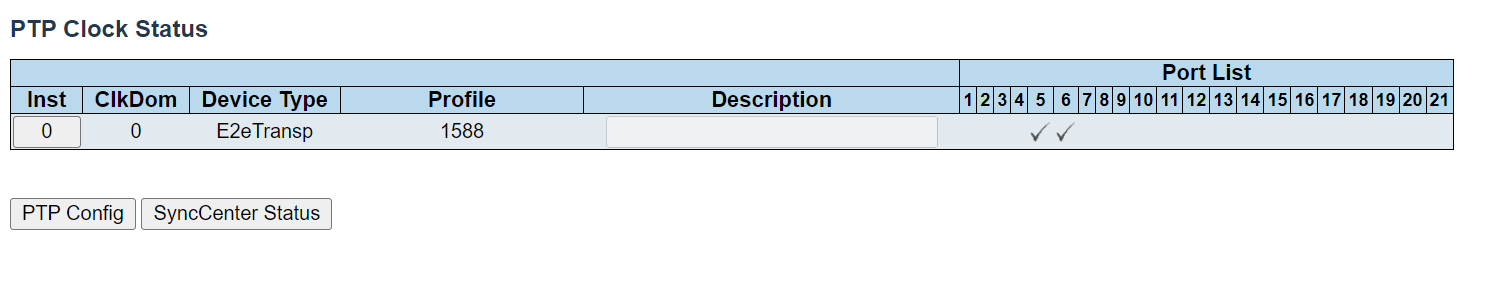 PTP Clock Status
Port List
Inst ClkDom Device Type Profile Description 1 2 3 4 5 6 7 8 9 10 11 12 13 14 15 16 17 18 19 20 21
0 0 E2eTransp 1588 ✓ ✓
PTP Config SyncCenter Status